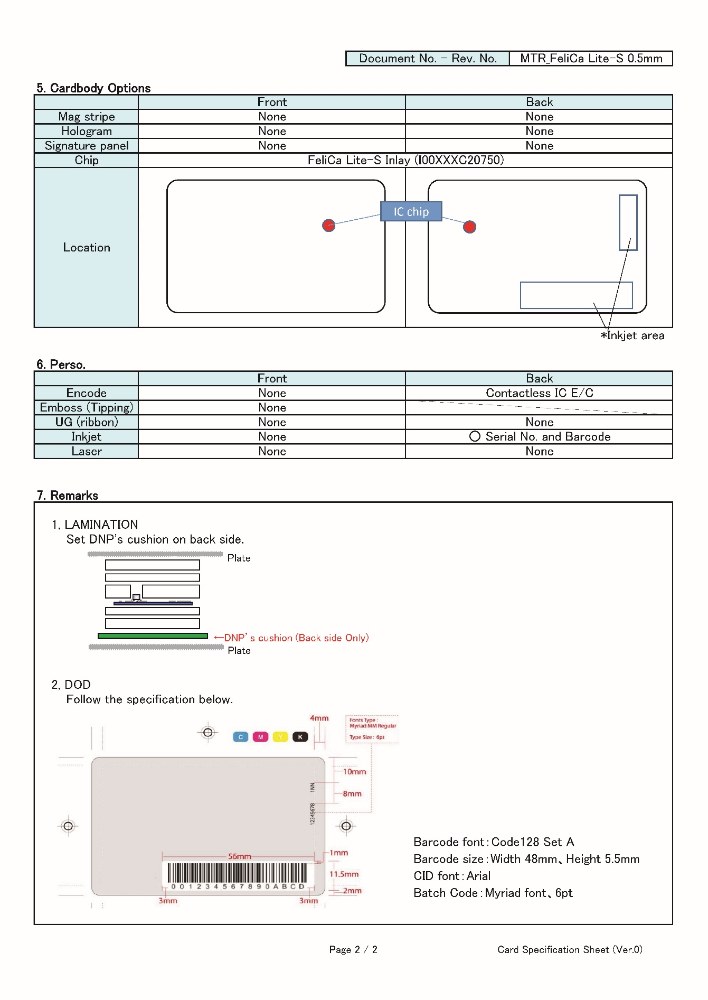 Document No. - Rev. No. MTR_FeliCa Lite-S 0.5mm
5. Cardbody Options
Front Back
Mag stripe None None
Hologram None None
Signature panel None None
Chip FeliCa Lite-S Inlay (I00XXXC20750)
IC chip
Location
*Inkjet area
6. Perso.
Front Back
Encode None Contactless IC E/C
Emboss (Tipping) None
UG (ribbon) None None
Inkjet None ○ Serial No. and Barcode
Laser None None
7. Remarks
1, LAMINATION
Set DNP's cushion on back side.
Plate
←DNP's cushion (Back side Only)
Plate
2, DOD
Follow the specification below.
4mm
Fonts Type :
Myriad MM Regular
Type Size : 6pt
C M Y K
10mm
1NN
8mm
12345678
56mm
1mm
11.5mm
0 0 1 2 3 4 5 6 7 8 9 0 A B C D
2mm
3mm 3mm
Barcode font:Code128 Set A
Barcode size:Width 48mm、Height 5.5mm
CID font:Arial
Batch Code:Myriad font、6pt
Page 2 / 2 Card Specification Sheet (Ver.0)